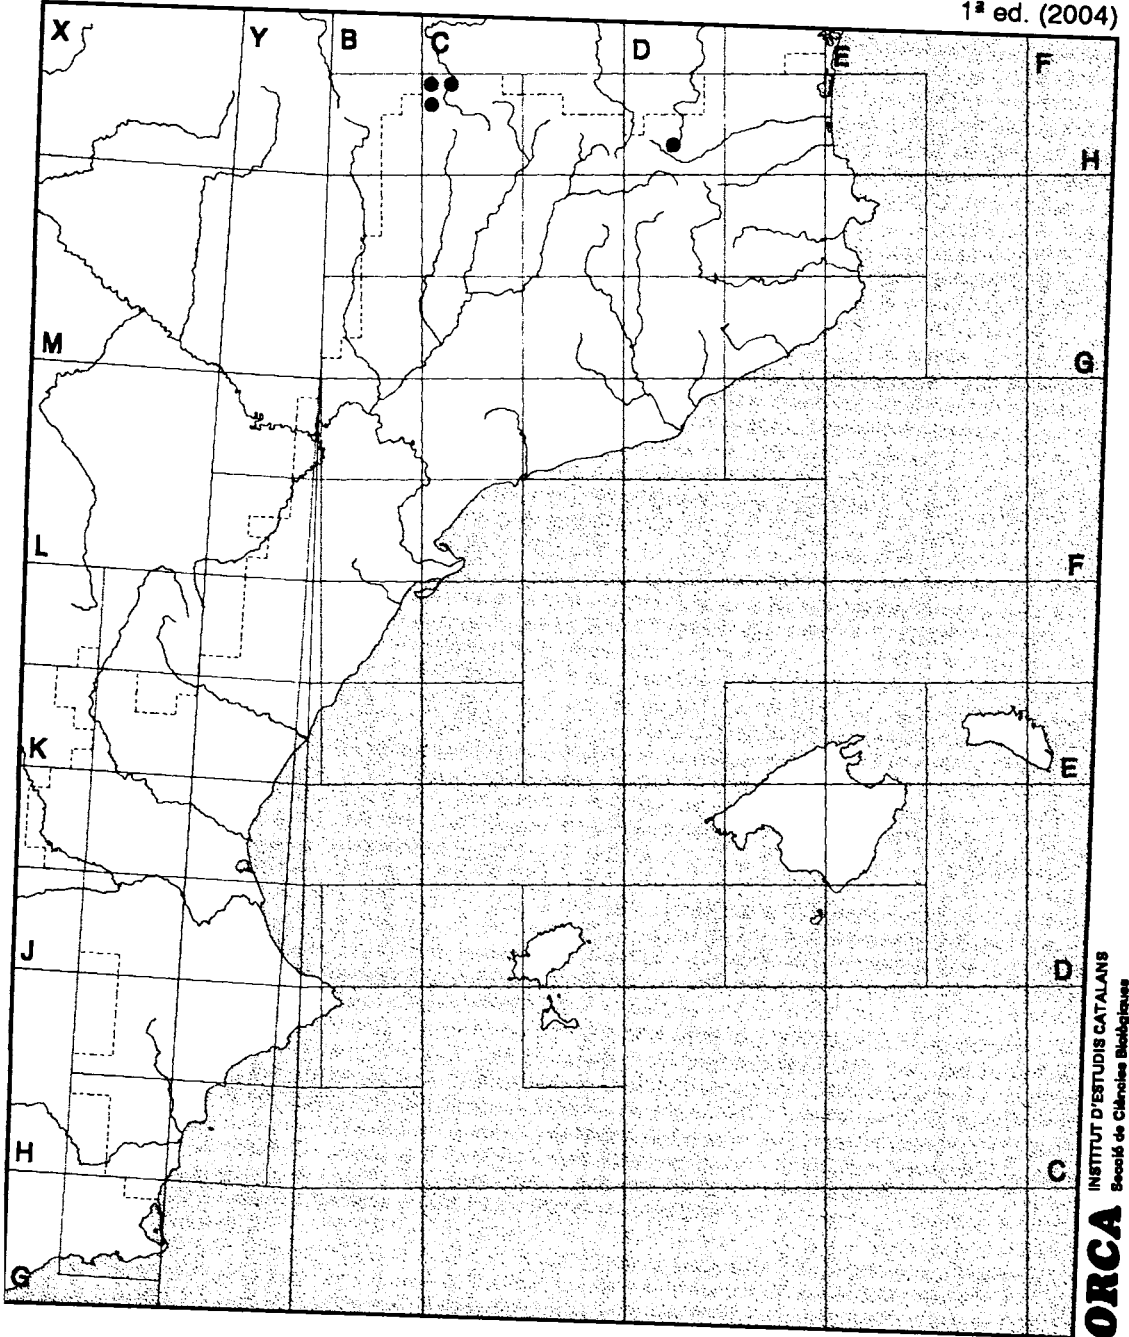 1ª ed. (2004)
X
Y
B
C
D
E
F
H
M
G
L
F
K
E
J
D
H
C
G
INSTITUT D'ESTUDIS CATALANS
Secció de Ciències Biològiques
ORCA